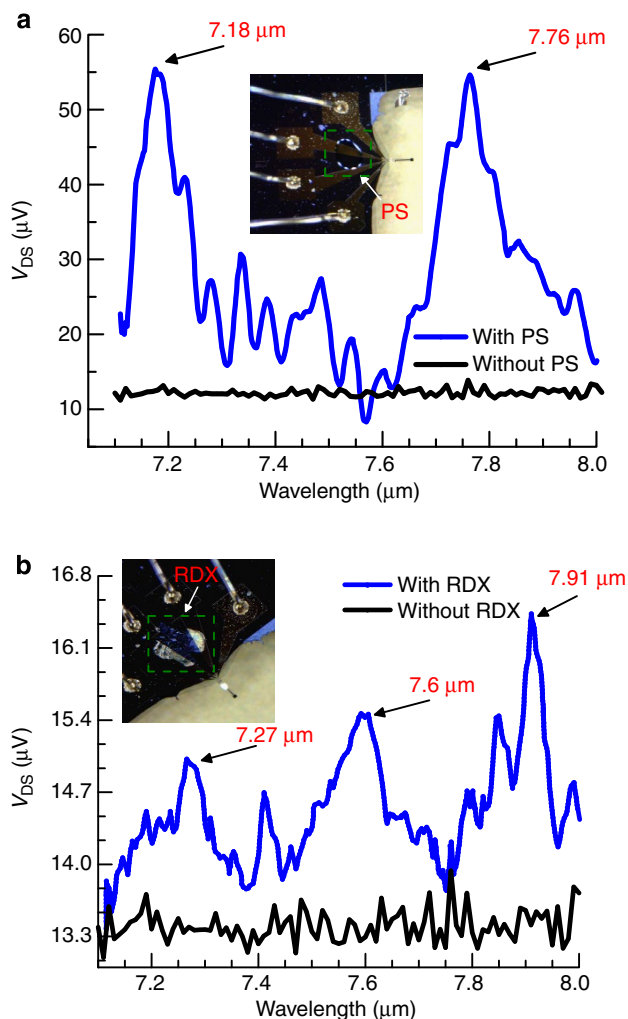 a
7.18 μm
7.76 μm
60
50
40
30
20
10
V_DS (μV)
PS
With PS
Without PS
7.2
7.4
7.6
7.8
8.0
Wavelength (μm)
b
RDX
With RDX
Without RDX
7.91 μm
7.6 μm
7.27 μm
16.8
16.1
15.4
14.7
14.0
13.3
V_DS (μV)
7.2
7.4
7.6
7.8
8.0
Wavelength (μm)